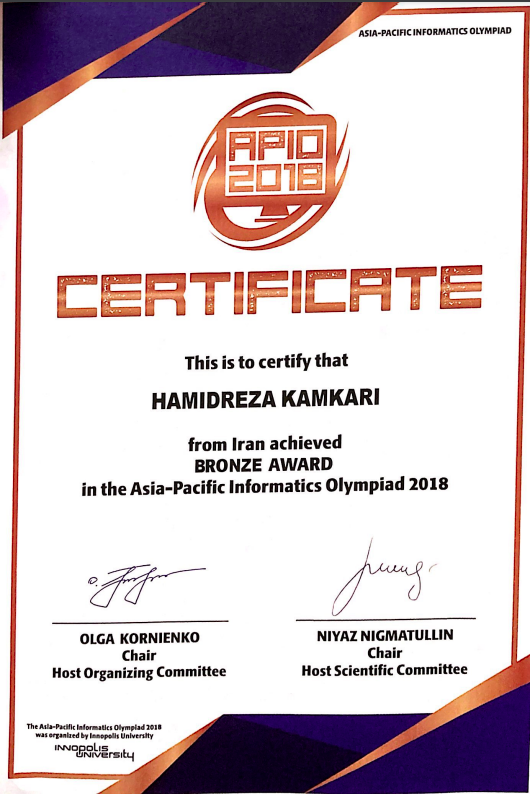 ASIA-PACIFIC INFORMATICS OLYMPIAD
APIO
2018
CERTIFICATE
This is to certify that
HAMIDREZA KAMKARI
from Iran achieved
BRONZE AWARD
in the Asia-Pacific Informatics Olympiad 2018
OLGA KORNIENKO
Chair
Host Organizing Committee
NIYAZ NIGMATULLIN
Chair
Host Scientific Committee
The Asia-Pacific Informatics Olympiad 2018
was organized by Innopolis University
INNOPOLIS
UNIVERSITY